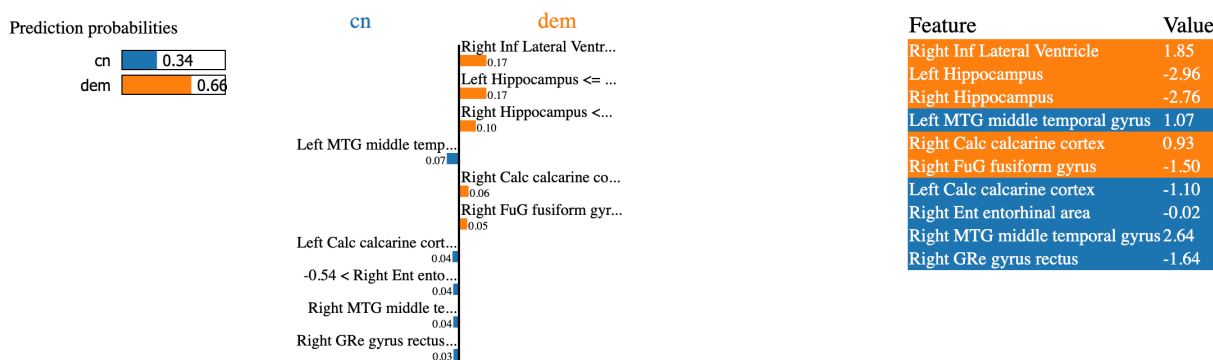 Prediction probabilities
cn 0.34
dem 0.66
cn dem
Right Inf Lateral Ventr...
0.17
Left Hippocampus <= ...
0.17
Right Hippocampus <...
0.10
Left MTG middle temp...
0.07
Right Calc calcarine co...
0.06
Right FuG fusiform gyr...
0.05
Left Calc calcarine cort...
0.04
-0.54 < Right Ent ento...
0.04
Right MTG middle te...
0.04
Right GRe gyrus rectus...
0.03
Feature Value
Right Inf Lateral Ventricle 1.85
Left Hippocampus -2.96
Right Hippocampus -2.76
Left MTG middle temporal gyrus 1.07
Right Calc calcarine cortex 0.93
Right FuG fusiform gyrus -1.50
Left Calc calcarine cortex -1.10
Right Ent entorhinal area -0.02
Right MTG middle temporal gyrus 2.64
Right GRe gyrus rectus -1.64